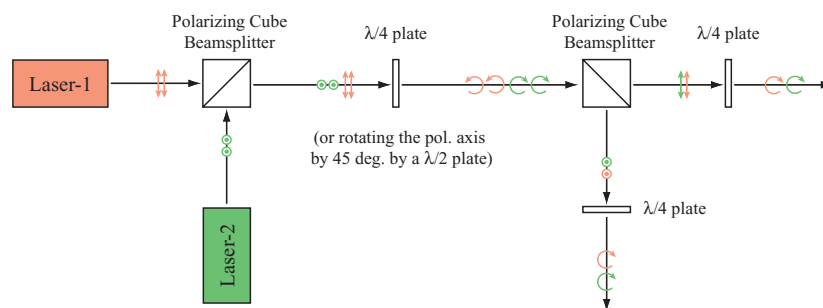 Polarizing Cube
Beamsplitter
λ/4 plate
Polarizing Cube
Beamsplitter
λ/4 plate
Laser-1
(or rotating the pol. axis
by 45 deg. by a λ/2 plate)
λ/4 plate
Laser-2